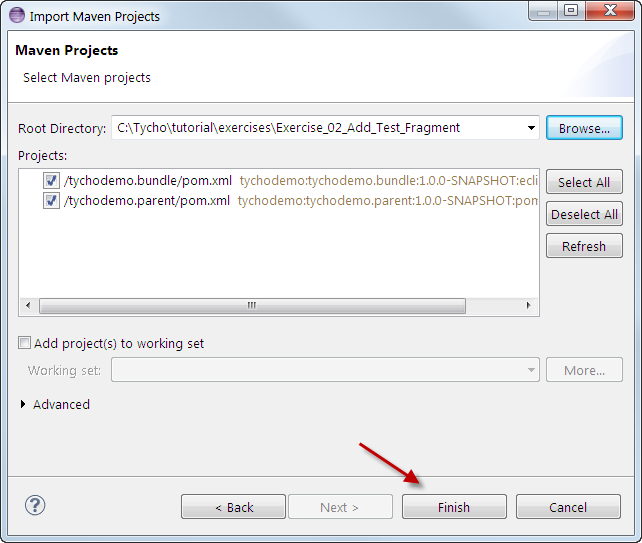 Import Maven Projects
Maven Projects
Select Maven projects
Root Directory: C:\Tycho\tutorial\exercises\Exercise_02_Add_Test_Fragment Browse...
Projects:
/tychodemo.bundle/pom.xml tychodemo:tychodemo.bundle:1.0.0-SNAPSHOT:ecli Select All
/tychodemo.parent/pom.xml tychodemo:tychodemo.parent:1.0.0-SNAPSHOT:pom
Deselect All
Refresh
Add project(s) to working set
Working set: More...
Advanced
? < Back Next > Finish Cancel